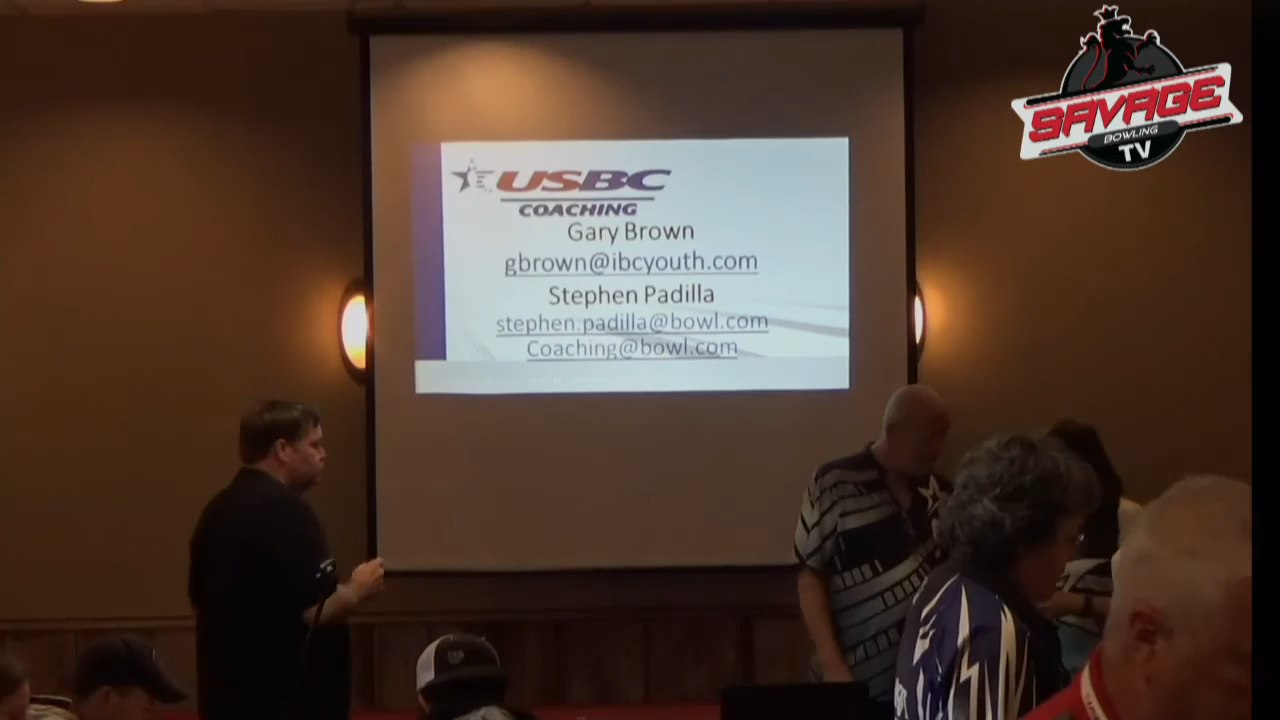 SAVAGE
BOWLING
TV
USBC
COACHING
Gary Brown
gbrown@ibcyouth.com
Stephen Padilla
stephen.padilla@bowl.com
Coaching@bowl.com